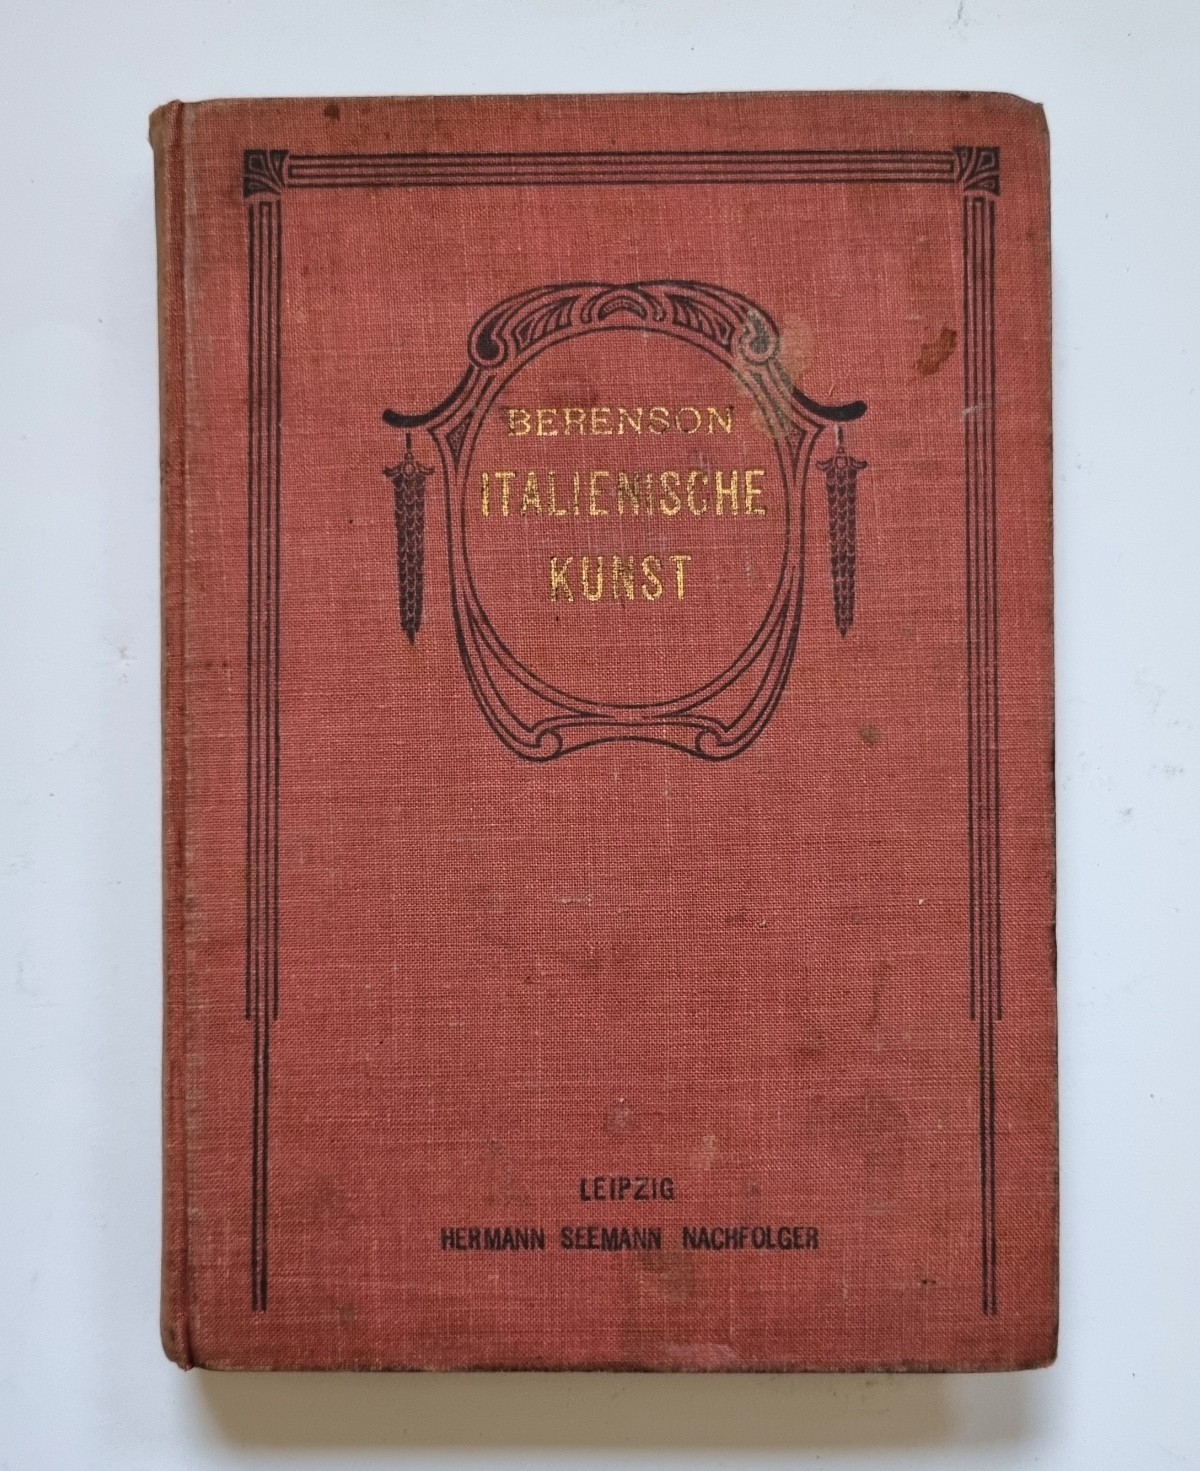 BERENSON
ITALIENISCHE
KUNST
LEIPZIG
HERMANN SEEMANN NACHFOLGER